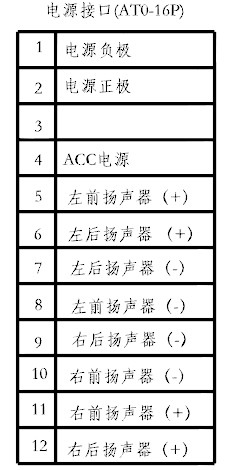 电源接口(AT0-16P)
1 电源负极
2 电源正极
3
4 ACC电源
5 左前扬声器 (+)
6 左后扬声器 (+)
7 左后扬声器 (-)
8 左前扬声器 (-)
9 右后扬声器 (-)
10 右前扬声器 (-)
11 右前扬声器 (+)
12 右后扬声器 (+)